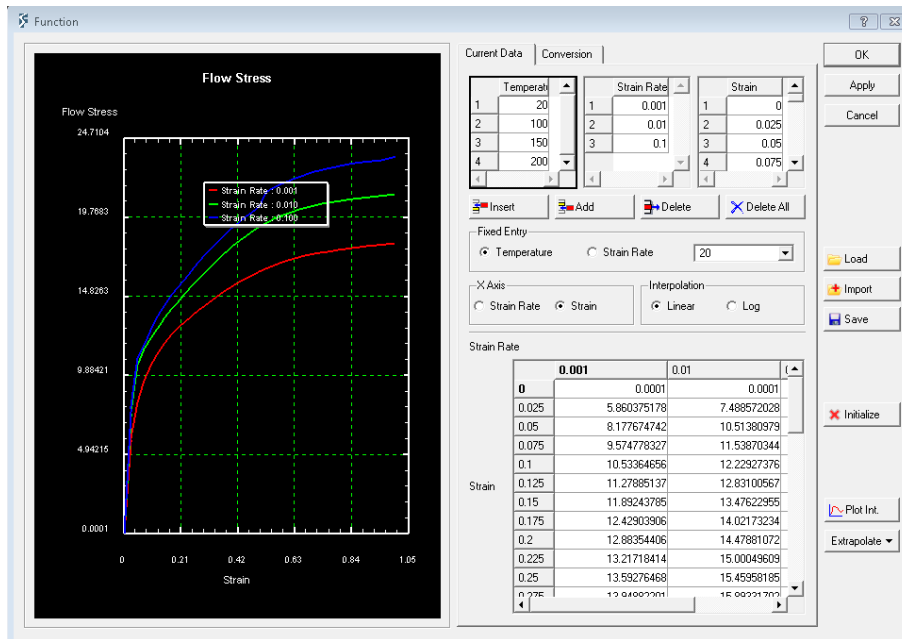 Function
Flow Stress
Flow Stress
24.7104
19.7683
14.8263
9.88421
4.94215
0.0001
Strain Rate : 0.001
Strain Rate : 0.010
Strain Rate : 0.100
0 0.21 0.42 0.63 0.84 1.05
Strain
Current Data Conversion
Temperat
1 20
2 100
3 150
4 200
Strain Rate
1 0.001
2 0.01
3 0.1
Strain
1 0
2 0.025
3 0.05
4 0.075
Insert Add Delete Delete All
Fixed Entry
Temperature Strain Rate 20
X Axis
Strain Rate Strain
Interpolation
Linear Log
Strain Rate
Strain
0.001 0.01
0 0.0001 0.0001
0.025 5.860375178 7.488572028
0.05 8.177674742 10.51380979
0.075 9.574778327 11.53870344
0.1 10.53364656 12.22927376
0.125 11.27885137 12.83100567
0.15 11.89243785 13.47622955
0.175 12.42903906 14.02173234
0.2 12.88354406 14.47881072
0.225 13.21718414 15.00049609
0.25 13.59276468 15.45958185
0.275 13.94882201 15.89331702
OK
Apply
Cancel
Load
Import
Save
Initialize
Plot Int.
Extrapolate